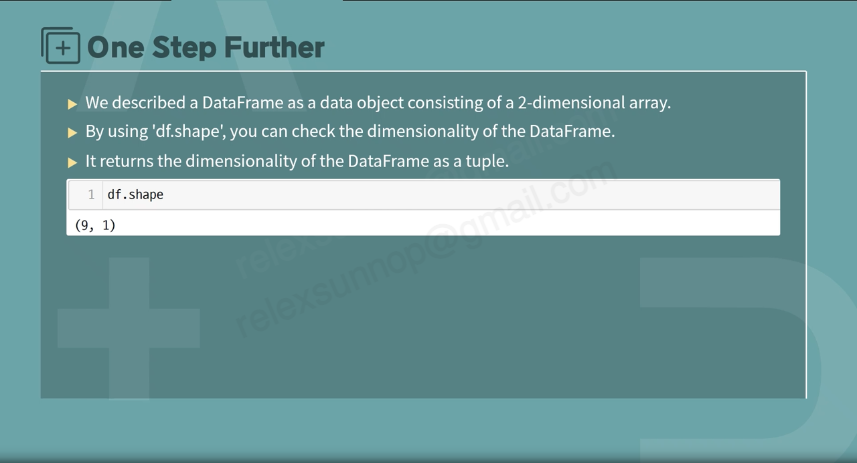 One Step Further
We described a DataFrame as a data object consisting of a 2-dimensional array.
By using 'df.shape', you can check the dimensionality of the DataFrame.
It returns the dimensionality of the DataFrame as a tuple.
1 df.shape
(9, 1)
relexsunnop@gmail.com